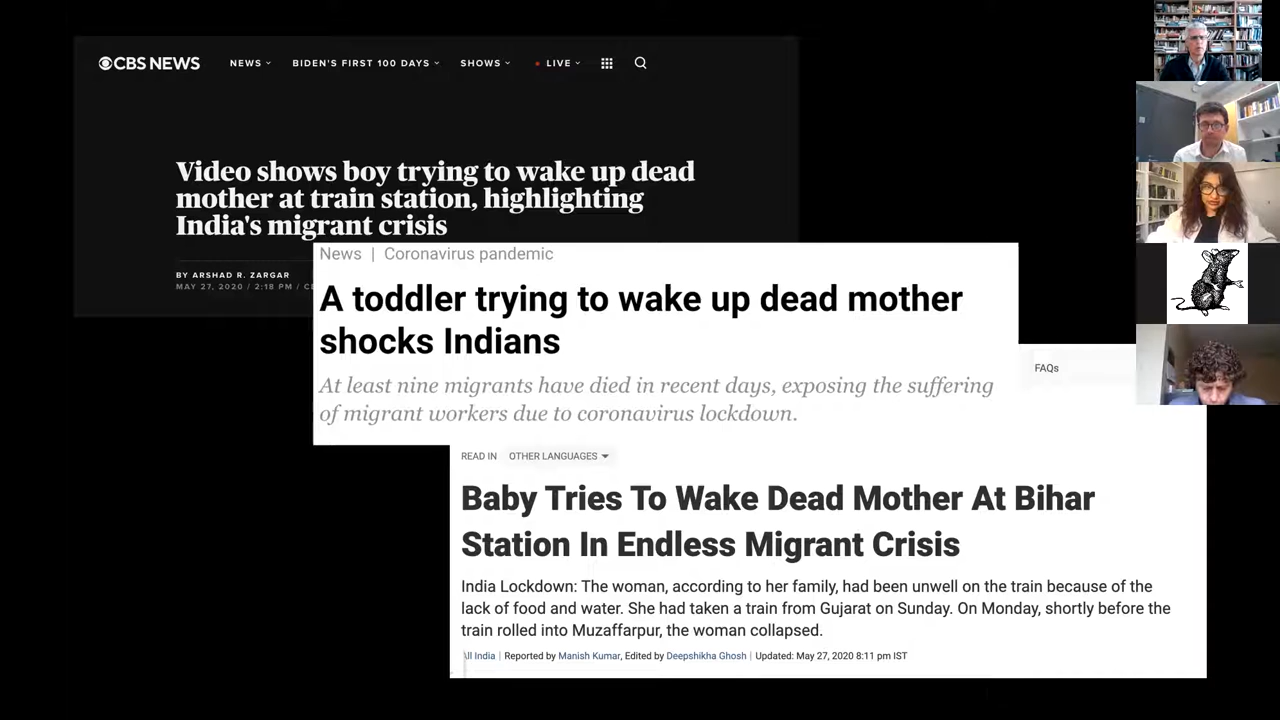 CBS NEWS
NEWS
BIDEN'S FIRST 100 DAYS
SHOWS
LIVE
Video shows boy trying to wake up dead
mother at train station, highlighting
India's migrant crisis
BY ARSHAD R. ZARGAR
MAY 27, 2020 / 2:18 PM /
News | Coronavirus pandemic
A toddler trying to wake up dead mother
shocks Indians
At least nine migrants have died in recent days, exposing the suffering
of migrant workers due to coronavirus lockdown.
FAQs
READ IN OTHER LANGUAGES
Baby Tries To Wake Dead Mother At Bihar
Station In Endless Migrant Crisis
India Lockdown: The woman, according to her family, had been unwell on the train because of the
lack of food and water. She had taken a train from Gujarat on Sunday. On Monday, shortly before the
train rolled into Muzaffarpur, the woman collapsed.
All India | Reported by Manish Kumar, Edited by Deepshikha Ghosh | Updated: May 27, 2020 8:11 pm IST